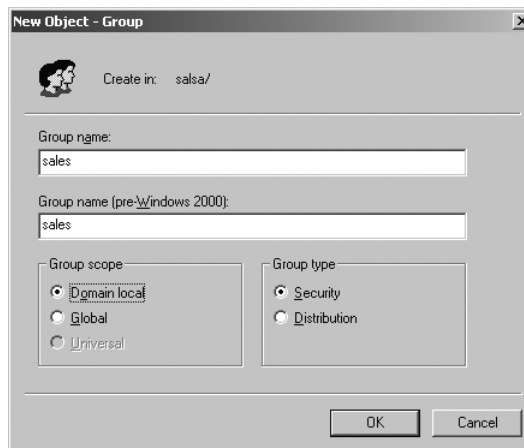 New Object - Group
Create in: salsa/
Group name:
sales
Group name (pre-Windows 2000):
sales
Group scope
Domain local
Global
Universal
Group type
Security
Distribution
OK
Cancel